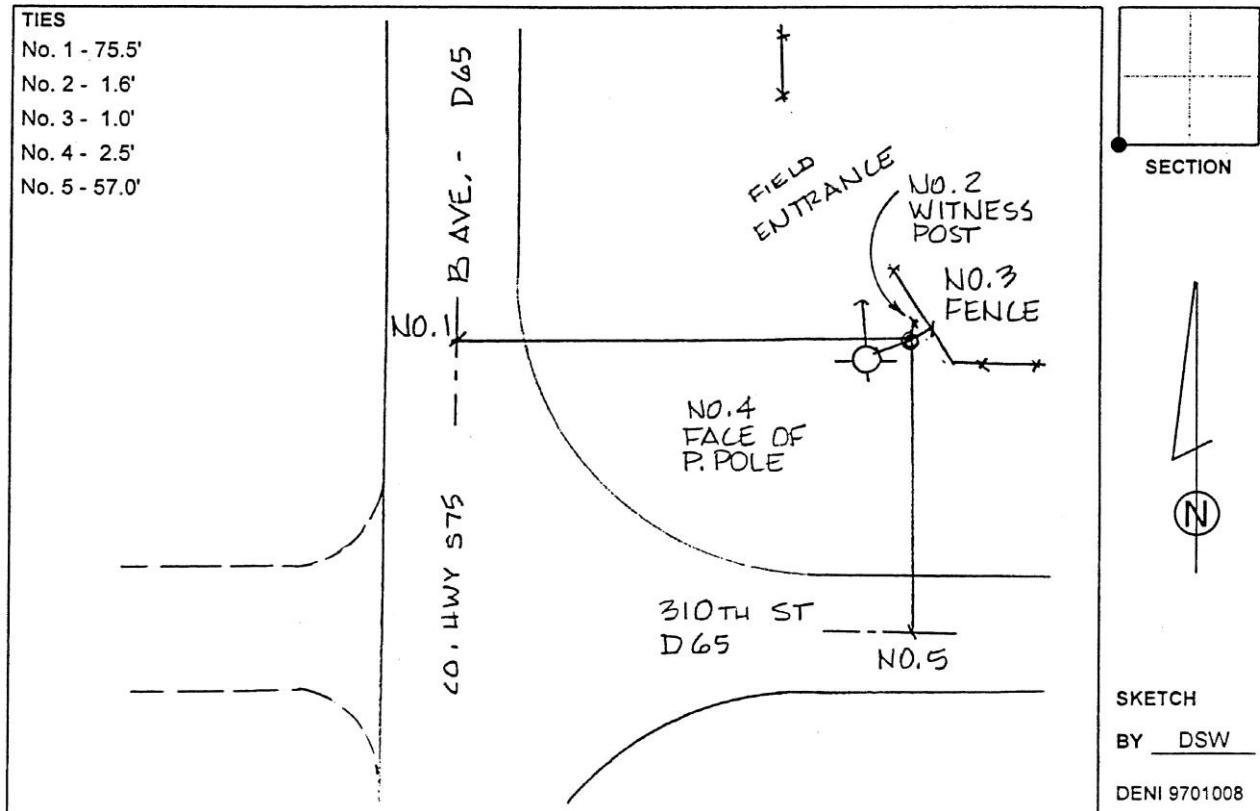 TIES
No. 1 - 75.5'
No. 2 - 1.6'
No. 3 - 1.0'
No. 4 - 2.5'
No. 5 - 57.0'
B AVE. - D65
FIELD
ENTRANCE
NO. 2
WITNESS
POST
NO. 3
FENCE
NO. 1
NO. 4
FACE OF
P. POLE
CO. HWY S75
310TH ST
D65
NO. 5
SECTION
N
SKETCH
BY DSW
DENI 9701008